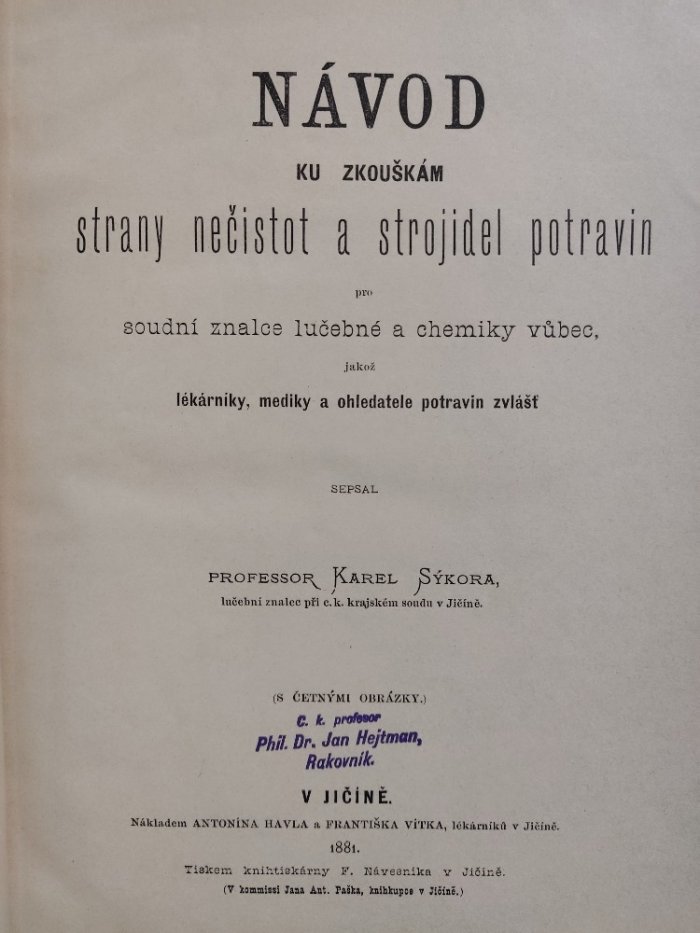 NÁVOD
KU ZKOUŠKÁM
strany nečistot a strojidel potravin
pro
soudní znalce lučebné a chemiky vůbec,
jakož
lékárníky, mediky a ohledatele potravin zvlášť
SEPSAL
PROFESSOR KAREL SÝKORA,
lučební znalec při c. k. krajském soudu v Jičíně.
(S ČETNÝMI OBRÁZKY.)
C. k. profesor
Phil. Dr. Jan Hejtman,
Rakovník.
V JIČÍNĚ.
Nákladem ANTONÍNA HAVLA a FRANTIŠKA VÍTKA, lékárníků v Jičíně.
1881.
Tiskem knihtiskárny F. Návesníka v Jičíně.
(V kommissi Jana Ant. Paška, knihkupce v Jičíně.)